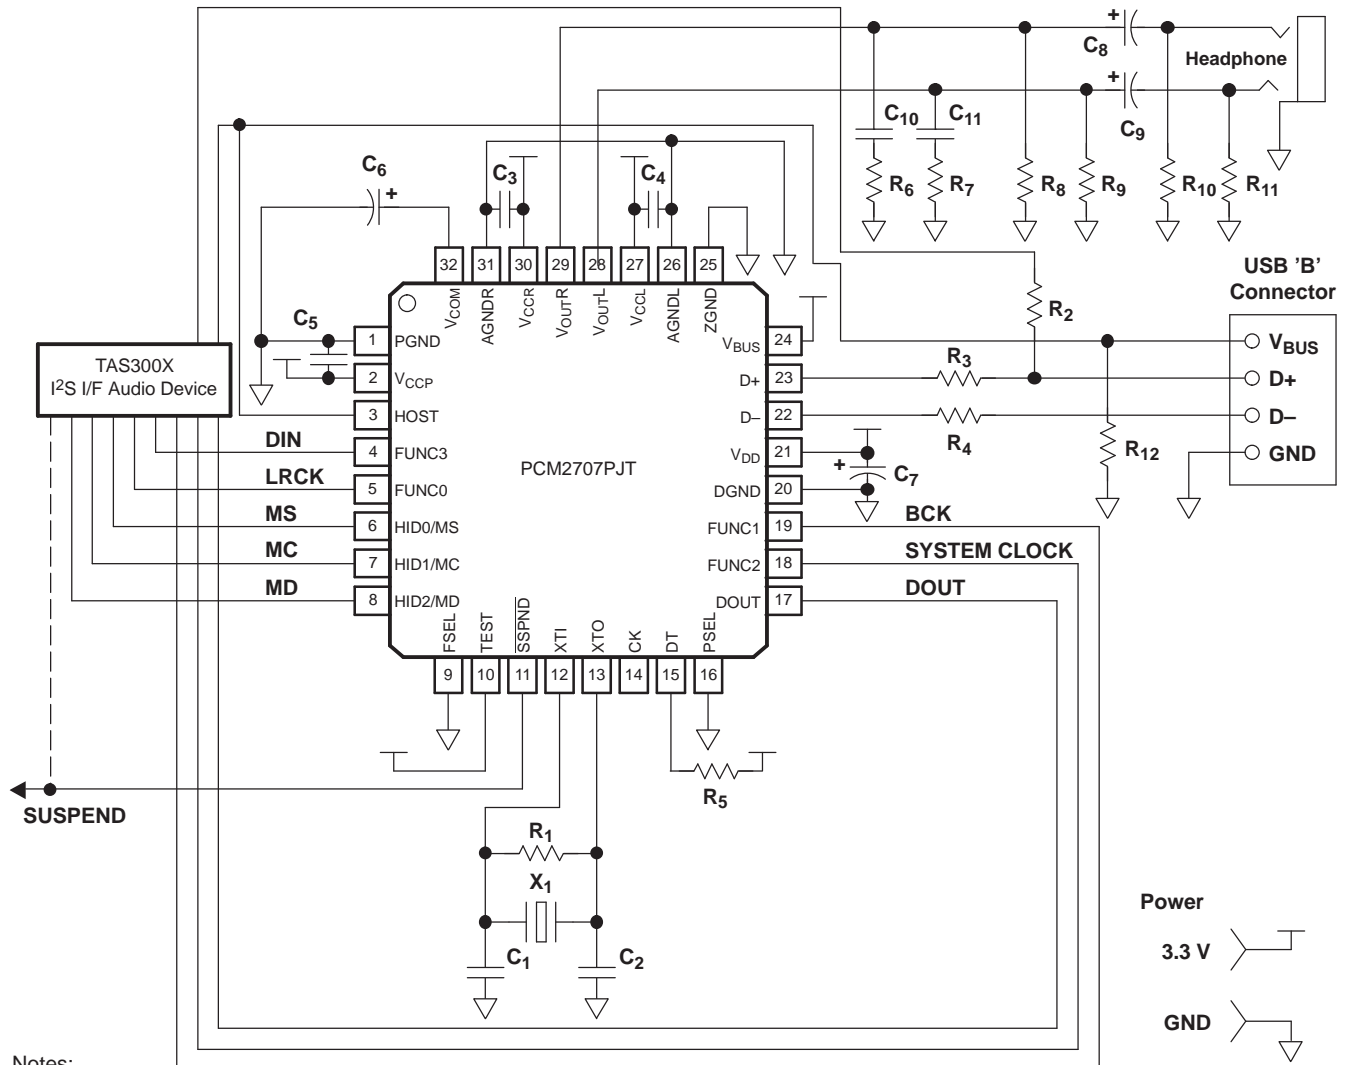 C8
Headphone
C10 C11
C9
C6
C3 C4
R6 R7 R8 R9 R10 R11
32 31 30 29 28 27 26 25
USB 'B'
Connector
VCOM AGNDR VCCR VOUTR VOUTL VCCL AGNDL ZGND
R2
C5
1 PGND
VBUS 24
VBUS
TAS300X
I2S I/F Audio Device
2 VCCP
D+ 23
R3
D+
3 HOST
D– 22
R4
D–
DIN
4 FUNC3
PCM2707PJT
VDD 21
C7
R12
GND
LRCK
5 FUNC0
DGND 20
MS
6 HID0/MS
FUNC1 19
BCK
MC
7 HID1/MC
FUNC2 18
SYSTEM CLOCK
MD
8 HID2/MD
DOUT 17
DOUT
FSEL TEST SSPND XTI XTO CK DT PSEL
9 10 11 12 13 14 15 16
R5
SUSPEND
R1
X1
C1 C2
Power
3.3 V
GND
Notes: